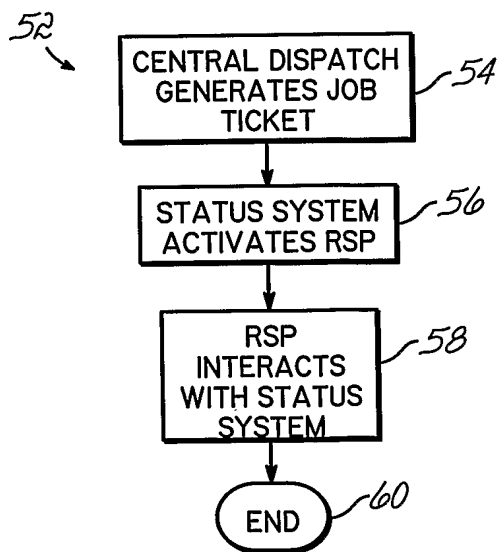 52
CENTRAL DISPATCH
GENERATES JOB
TICKET
54
STATUS SYSTEM
ACTIVATES RSP
56
RSP
INTERACTS
WITH STATUS
SYSTEM
58
END
60